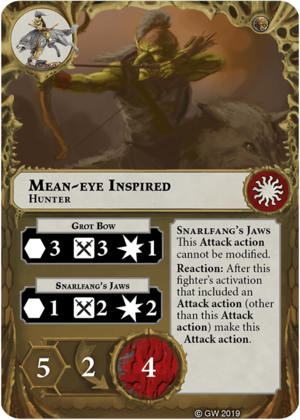 Mean-eye Inspired
Hunter
Grot Bow
3 3 1
Snarlfang's Jaws
1 2 2
Snarlfang's Jaws
This Attack action
cannot be modified.
Reaction: After this
fighter's activation
that included an
Attack action (other
than this Attack
action) make this
Attack action.
5 2 4
© GW 2019